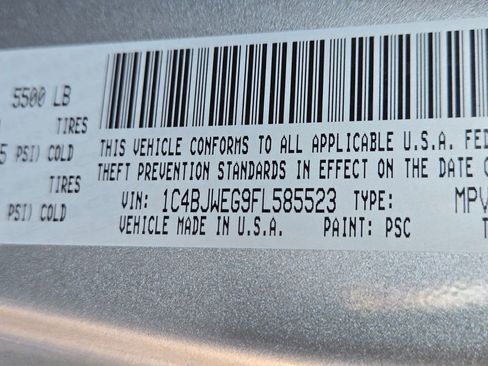 5500 LB
TIRES
5 PSI) COLD
TIRES
PSI) COLD
THIS VEHICLE CONFORMS TO ALL APPLICABLE U.S.A. FED
THEFT PREVENTION STANDARDS IN EFFECT ON THE DATE
VIN: 1C4BJWEG9FL585523 TYPE: MPV
VEHICLE MADE IN U.S.A. PAINT: PSC